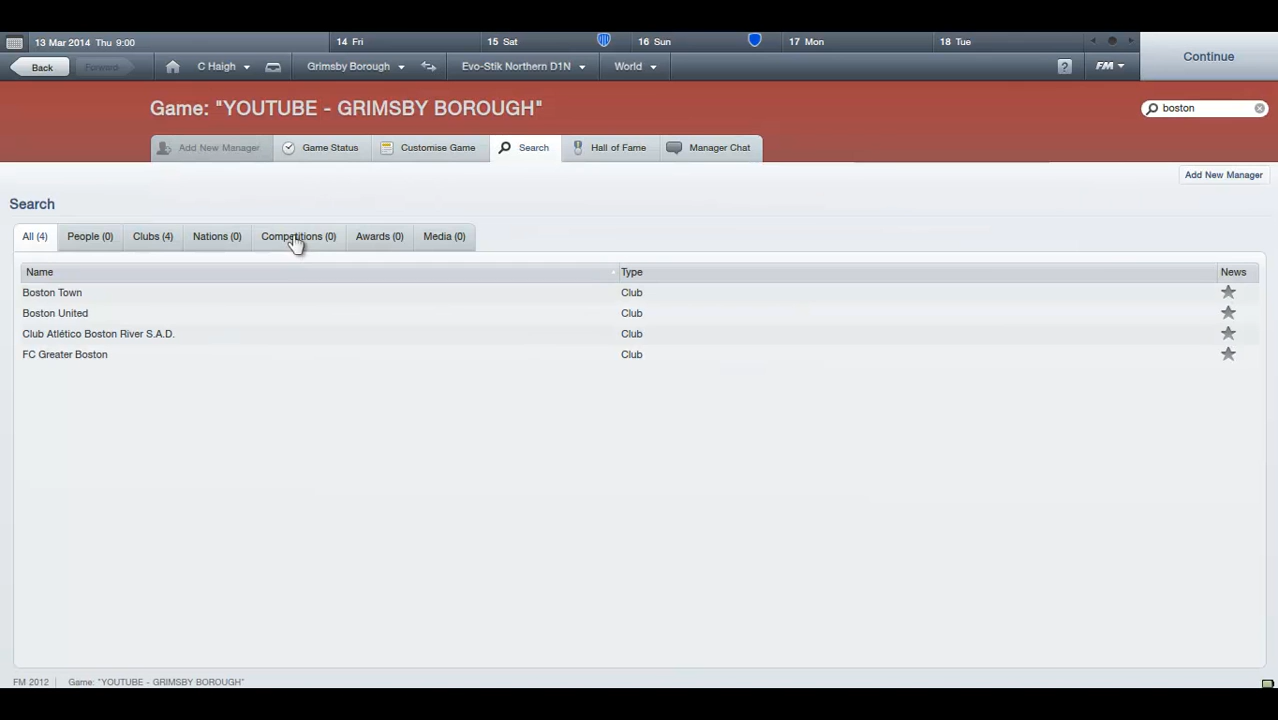 13 Mar 2014 Thu 9:00 14 Fri 15 Sat 16 Sun 17 Mon 18 Tue
Continue
Back Forward C Haigh Grimsby Borough Evo-Stik Northern D1N World ? FM
Game: "YOUTUBE - GRIMSBY BOROUGH"
boston
Add New Manager Game Status Customise Game Search Hall of Fame Manager Chat
Add New Manager
Search
All (4) People (0) Clubs (4) Nations (0) Competitions (0) Awards (0) Media (0)
Name Type News
Boston Town Club
Boston United Club
Club Atlético Boston River S.A.D. Club
FC Greater Boston Club
FM 2012 Game: "YOUTUBE - GRIMSBY BOROUGH"